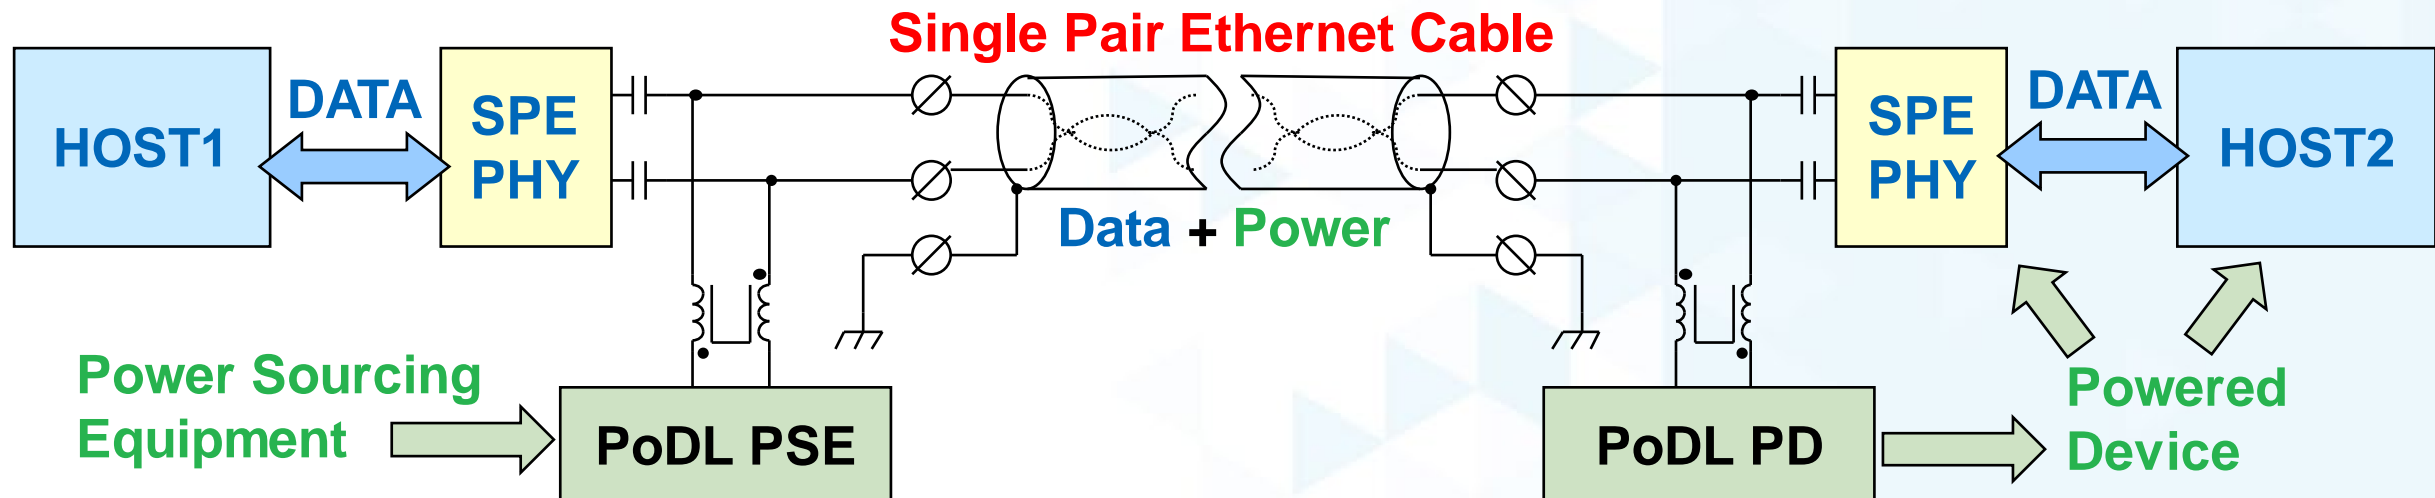 Single Pair Ethernet Cable
HOST1
DATA
SPE
PHY
SPE
PHY
DATA
HOST2
Data + Power
Power Sourcing
Equipment
PoDL PSE
PoDL PD
Powered
Device